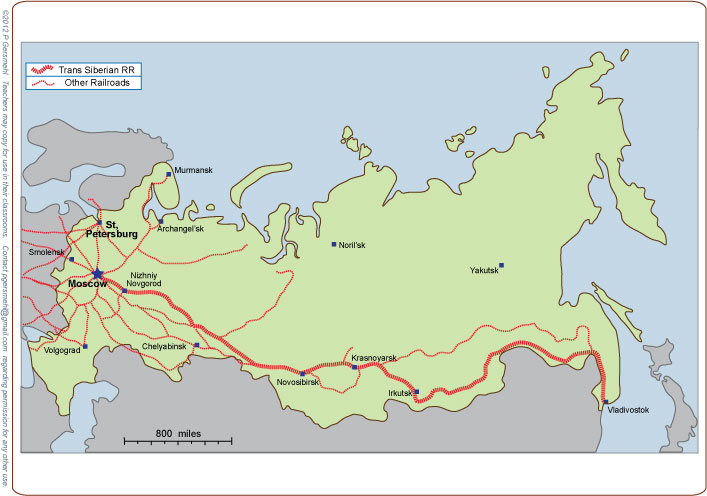 ©2012 P Gersmehl   Teachers may copy for use in their classrooms.   Contact pgersmehl@gmail.com   regarding permission for any other use.
Trans Siberian RR
Other Railroads
Murmansk
St.
Petersburg
Archangel'sk
Noril'sk
Smolensk
Yakutsk
Moscow
Nizhniy
Novgorod
Volgograd
Chelyabinsk
Krasnoyarsk
Novosibirsk
Irkutsk
Vladivostok
800 miles